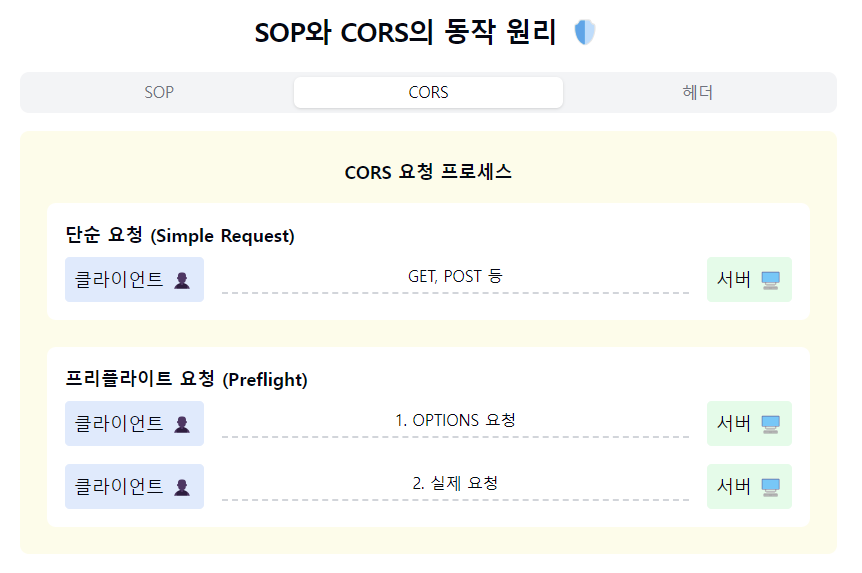 SOP와 CORS의 동작 원리
SOP
CORS
헤더
CORS 요청 프로세스
단순 요청 (Simple Request)
클라이언트
GET, POST 등
서버
프리플라이트 요청 (Preflight)
클라이언트
1. OPTIONS 요청
서버
클라이언트
2. 실제 요청
서버